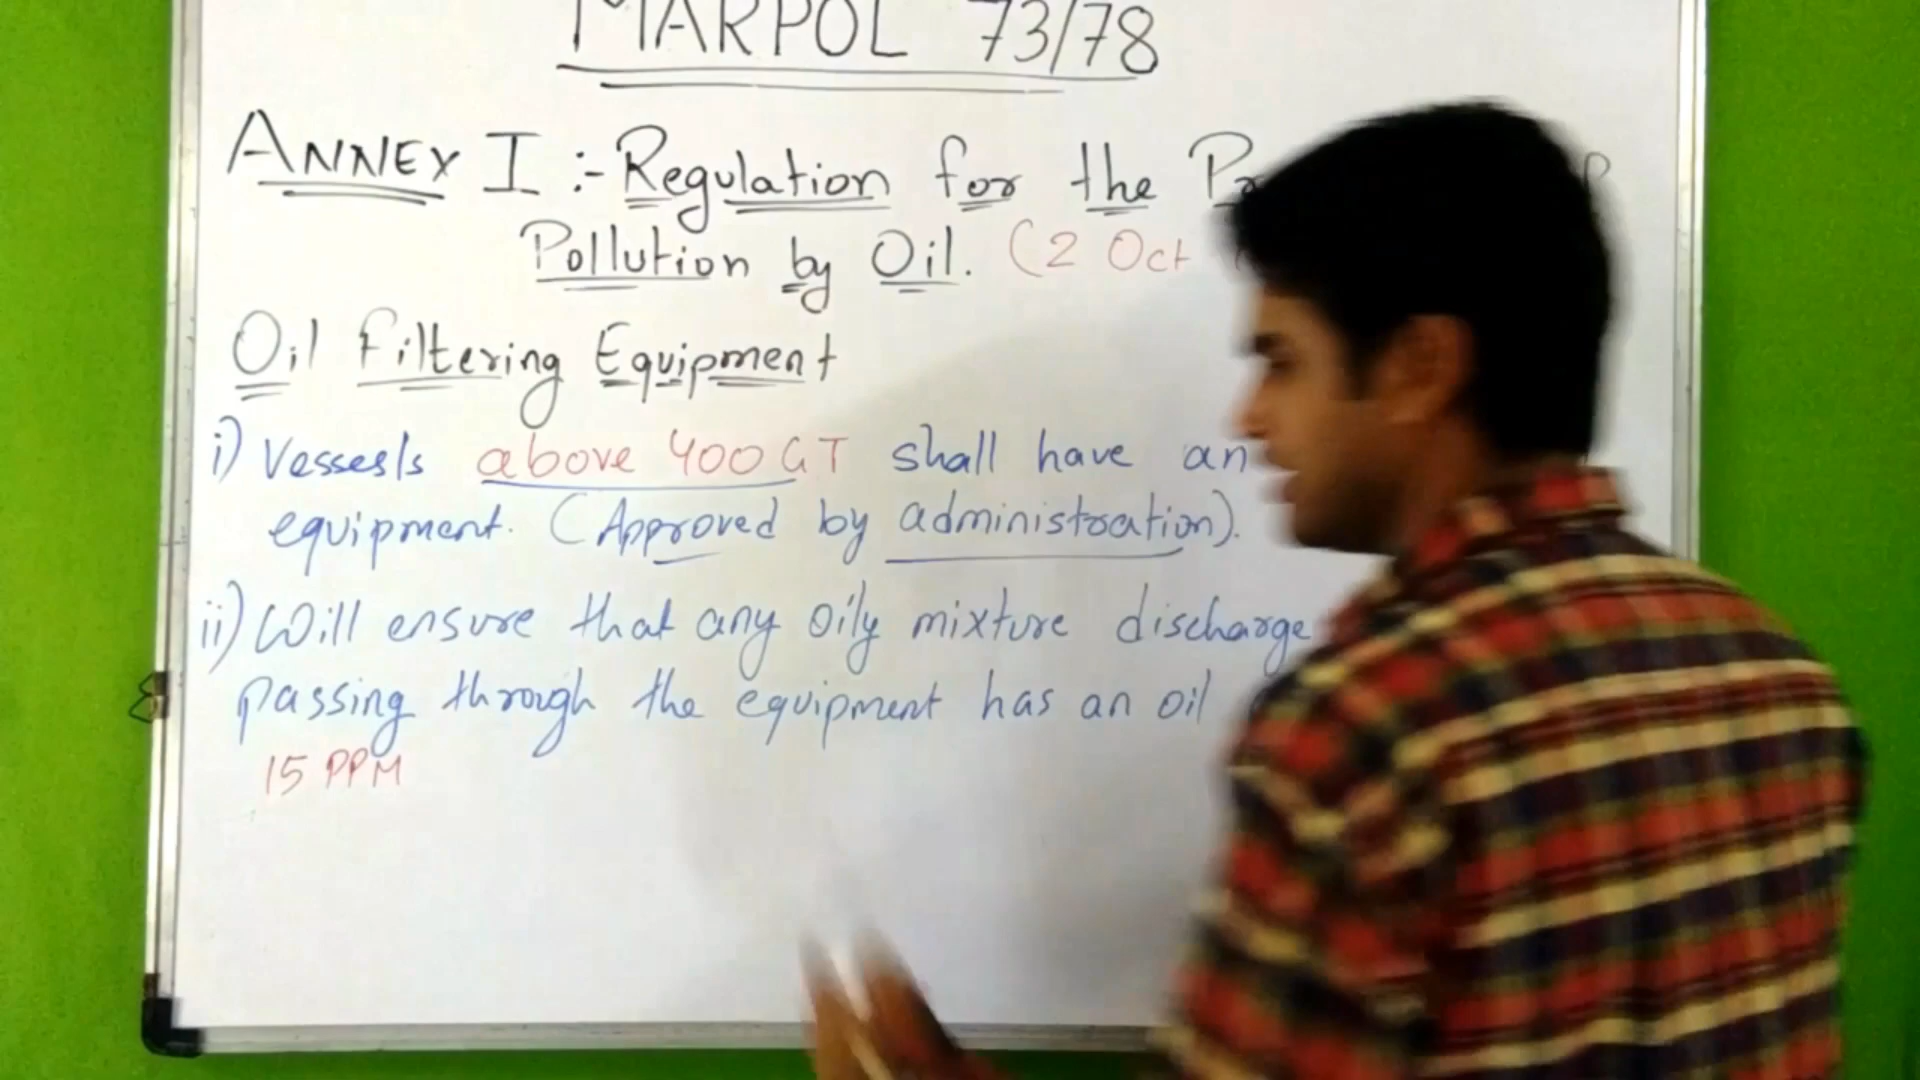 MARPOL 73/78
ANNEX I :- Regulation for the
Pollution by Oil. (2 Oct
Oil Filtering Equipment
i) Vessesls above 400 GT shall have an
equipment. (Approved by administration).
ii) Will ensure that any oily mixture discharge
passing through the equipment has an oil
15 PPM